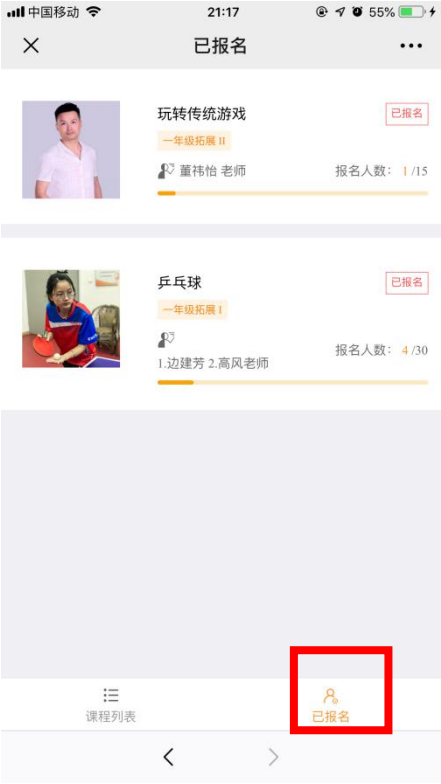 中国移动 21:17 55%
已报名
玩转传统游戏 已报名
一年级拓展 II
董祎怡 老师 报名人数: 1 /15
乒乓球 已报名
一年级拓展 I
1.边建芳 2.高风老师 报名人数: 4 /30
课程列表 已报名